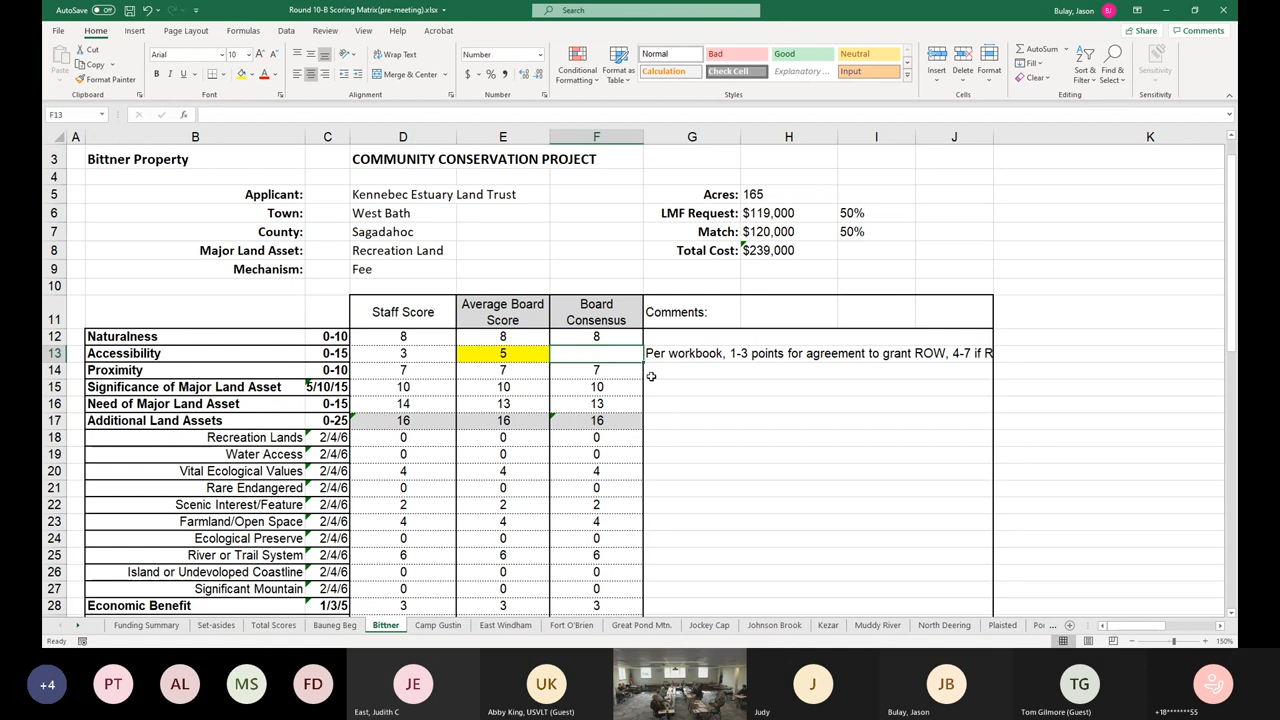 AutoSave Off Round 10-B Scoring Matrix(pre-meeting).xlsx Search Bulay, Jason BJ
File Home Insert Page Layout Formulas Data Review View Help Acrobat Share Comments
Paste Cut Copy Format Painter Clipboard
Arial 10 A A B I U A Font
Wrap Text Merge & Center Alignment
Number $ % Number
Conditional Formatting Format as Table Normal Bad Good Neutral
Calculation Check Cell Explanatory ... Input Styles
Insert Delete Format Cells
AutoSum Fill Clear Sort & Filter Find & Select Editing
Sensitivity Sensitivity
F13 fx
A B C D E F G H I J K
3 Bittner Property COMMUNITY CONSERVATION PROJECT
4
5 Applicant: Kennebec Estuary Land Trust Acres: 165
6 Town: West Bath LMF Request: $119,000 50%
7 County: Sagadahoc Match: $120,000 50%
8 Major Land Asset: Recreation Land Total Cost: $239,000
9 Mechanism: Fee
10
11 Staff Score Average Board Score Board Consensus Comments:
12 Naturalness 0-10 8 8 8
13 Accessibility 0-15 3 5 Per workbook, 1-3 points for agreement to grant ROW, 4-7 if R
14 Proximity 0-10 7 7 7
15 Significance of Major Land Asset 5/10/15 10 10 10
16 Need of Major Land Asset 0-15 14 13 13
17 Additional Land Assets 0-25 16 16 16
18 Recreation Lands 2/4/6 0 0 0
19 Water Access 2/4/6 0 0 0
20 Vital Ecological Values 2/4/6 4 4 4
21 Rare Endangered 2/4/6 0 0 0
22 Scenic Interest/Feature 2/4/6 2 2 2
23 Farmland/Open Space 2/4/6 4 4 4
24 Ecological Preserve 2/4/6 0 0 0
25 River or Trail System 2/4/6 6 6 6
26 Island or Undevoloped Coastline 2/4/6 0 0 0
27 Significant Mountain 2/4/6 0 0 0
28 Economic Benefit 1/3/5 3 3 3
Funding Summary Set-asides Total Scores Bauneg Beg Bittner Camp Gustin East Windham Fort O'Brien Great Pond Mtn. Jockey Cap Johnson Brook Kezar Muddy River North Deering Plaisted Po
Ready 150%
+4 PT AL MS FD JE UK J JB TG
East, Judith C Abby King, USVLT (Guest) Judy Bulay, Jason Tom Gilmore (Guest) +18*******55